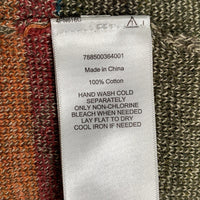 788500364001
Made in China
100% Cotton
HAND WASH COLD
SEPARATELY
ONLY NON-CHLORINE
BLEACH WHEN NEEDED
LAY FLAT TO DRY
COOL IRON IF NEEDED